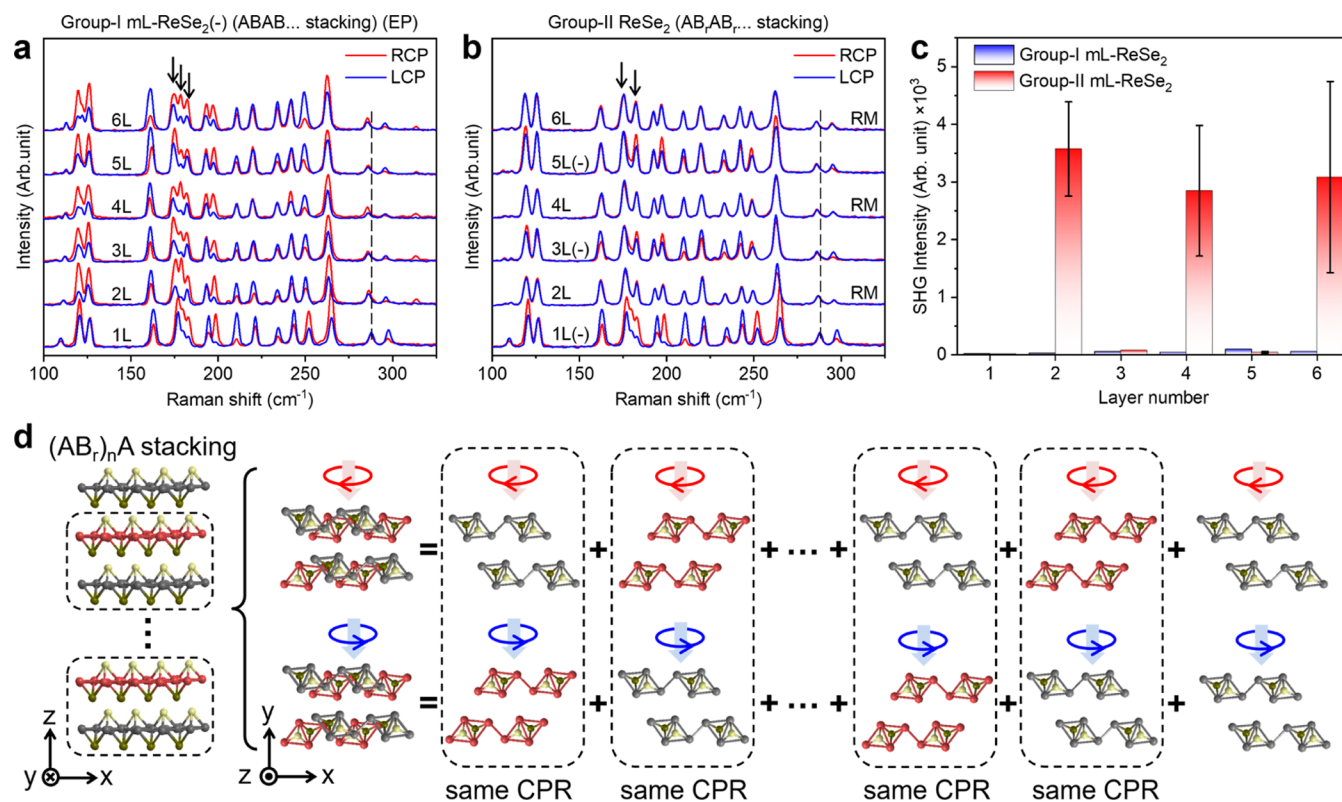 Group-I mL-ReSe₂(-) (ABAB... stacking) (EP)
a
RCP
LCP
6L
5L
4L
3L
2L
1L
Intensity (Arb.unit)
100 150 200 250 300
Raman shift (cm⁻¹)
Group-II ReSe₂ (ABᵣABᵣ... stacking)
b
RCP
LCP
6L RM
5L(-)
4L RM
3L(-)
2L RM
1L(-)
Intensity (Arb.unit)
100 150 200 250 300
Raman shift (cm⁻¹)
c
Group-I mL-ReSe₂
Group-II mL-ReSe₂
SHG Intensity (Arb. unit) ×10³
5
4
3
2
1
0
1 2 3 4 5 6
Layer number
d
(ABᵣ)ₙA stacking
= + + ... + + +
= + + ... + + +
z
y x
y
z x
same CPR same CPR same CPR same CPR